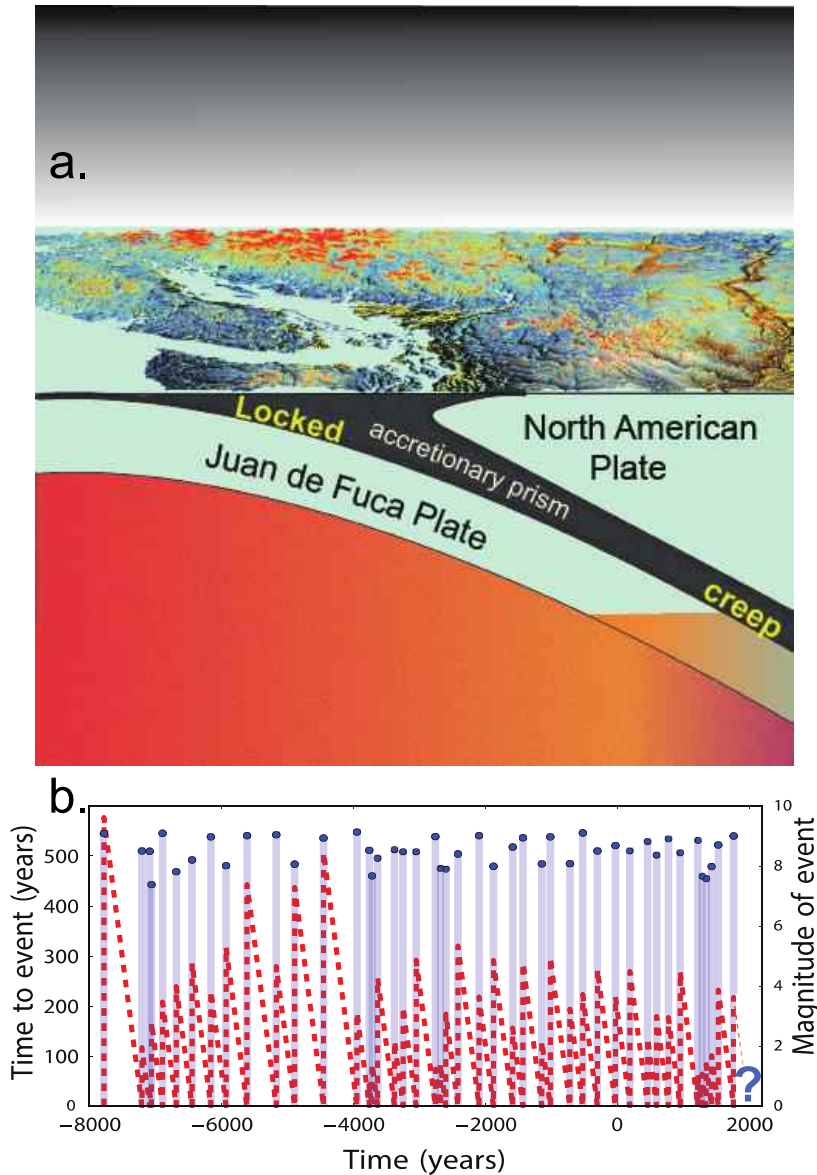 a.
Locked
accretionary prism
North American
Plate
Juan de Fuca Plate
creep
b.
Time to event (years)
500
400
300
200
100
0
10
8
6
4
2
0
Magnitude of event
?
−8000
−6000
−4000
−2000
0
2000
Time (years)